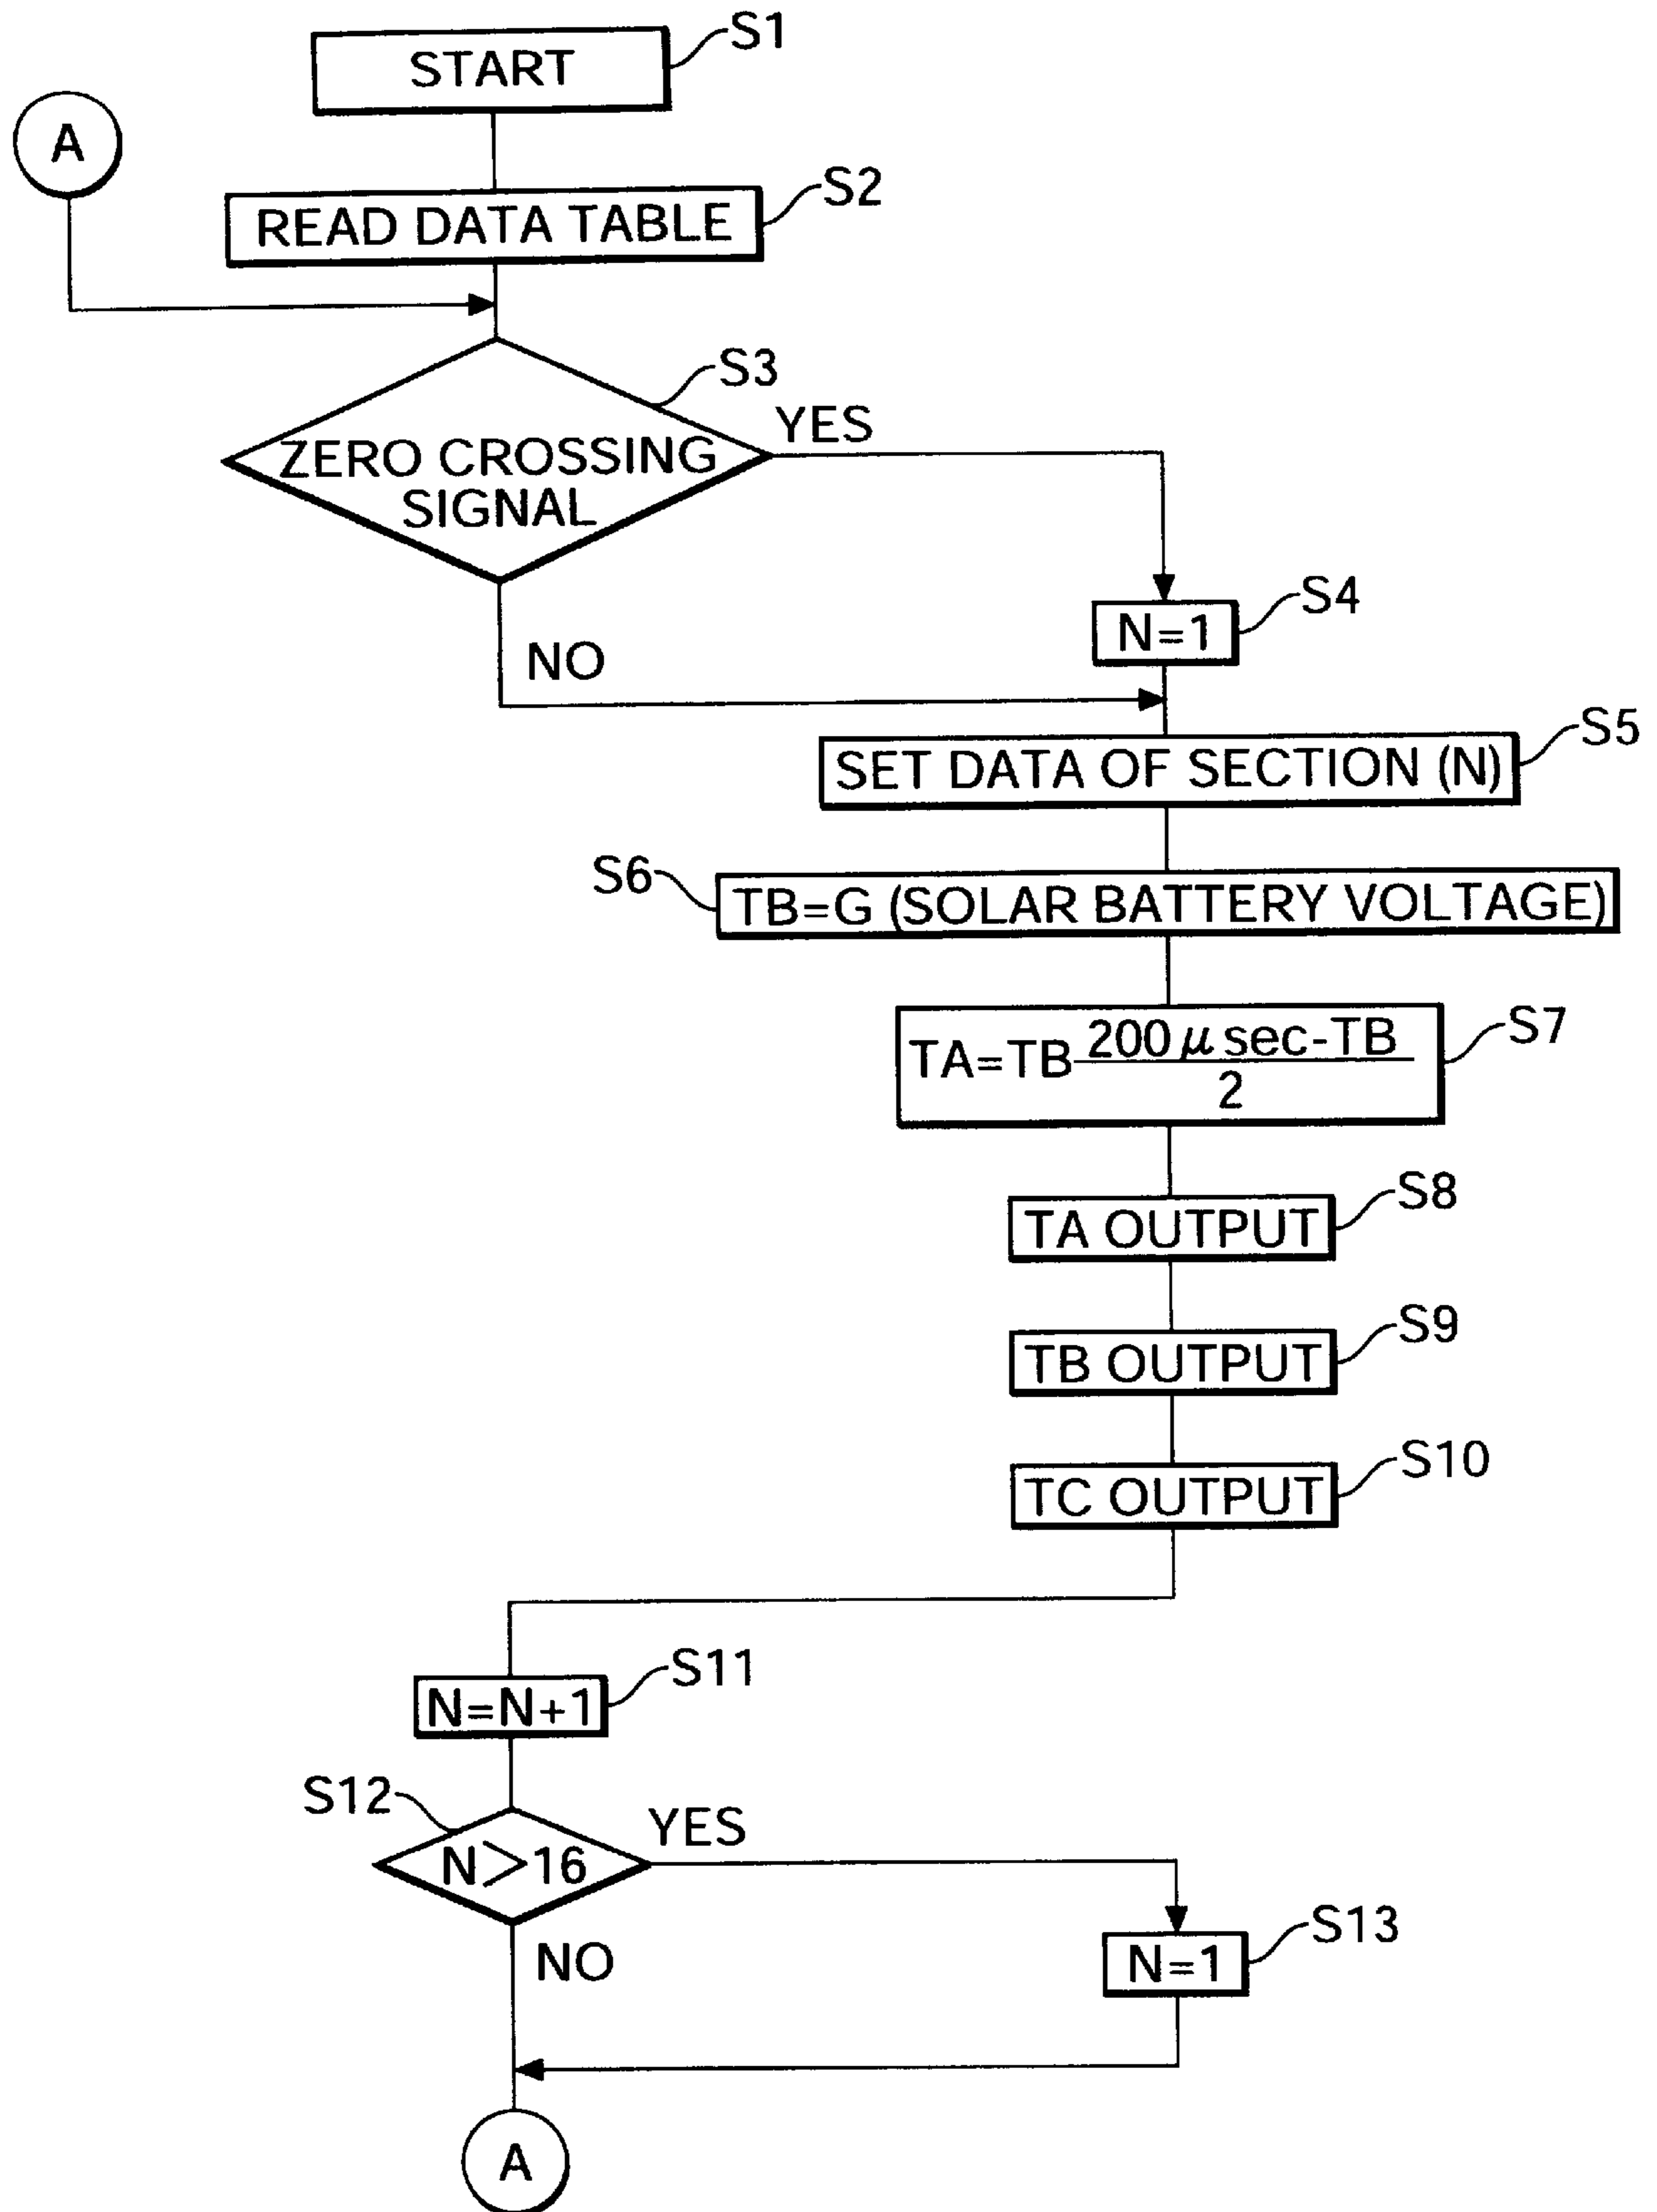 START
S1
A
READ DATA TABLE
S2
S3
ZERO CROSSING
SIGNAL
YES
NO
N=1
S4
SET DATA OF SECTION (N)
S5
S6
TB=G (SOLAR BATTERY VOLTAGE)
TA=TB 200 μ sec-TB
2
S7
TA OUTPUT
S8
TB OUTPUT
S9
TC OUTPUT
S10
N=N+1
S11
S12
N>16
YES
NO
N=1
S13
A